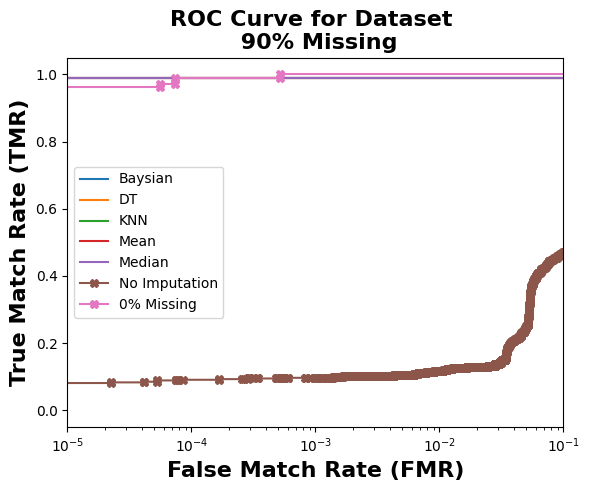 ROC Curve for Dataset
90% Missing
True Match Rate (TMR)
1.0
0.8
0.6
0.4
0.2
0.0
Baysian
DT
KNN
Mean
Median
No Imputation
0% Missing
10⁻⁵
10⁻⁴
10⁻³
10⁻²
10⁻¹
False Match Rate (FMR)